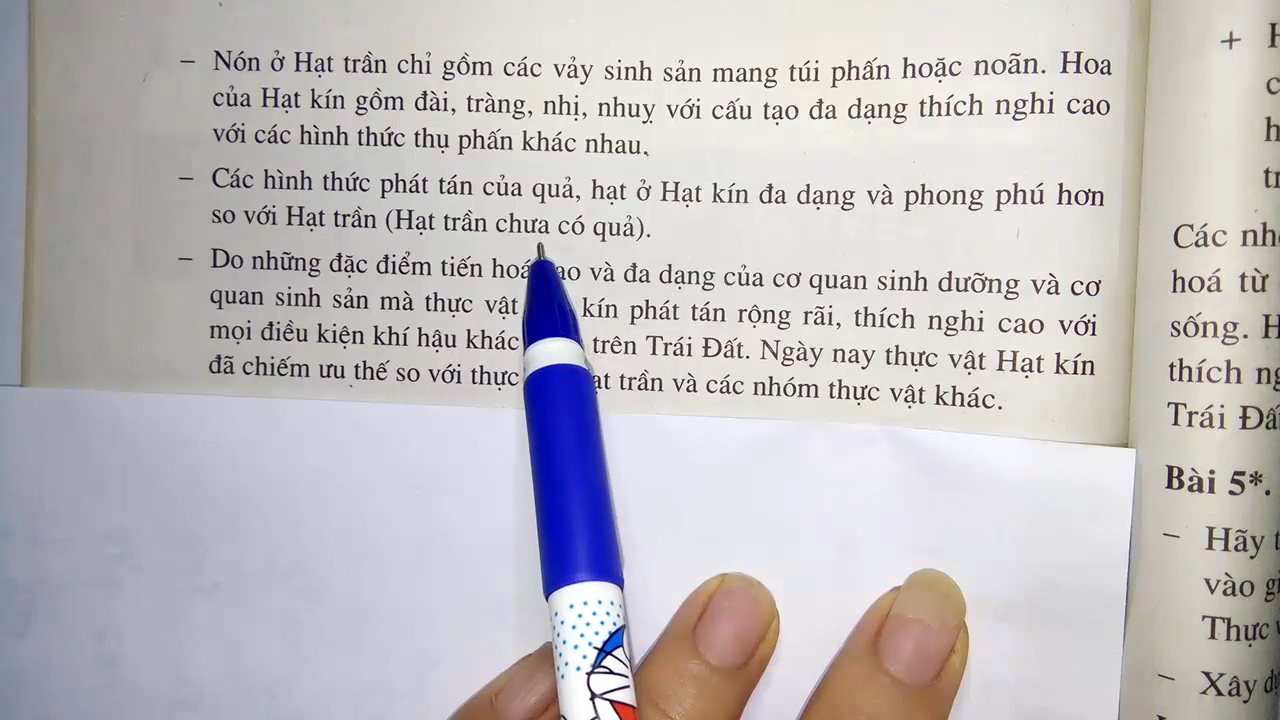 – Nón ở Hạt trần chỉ gồm các vảy sinh sản mang túi phấn hoặc noãn. Hoa
của Hạt kín gồm đài, tràng, nhị, nhuỵ với cấu tạo đa dạng thích nghi cao
với các hình thức thụ phấn khác nhau.
– Các hình thức phát tán của quả, hạt ở Hạt kín đa dạng và phong phú hơn
so với Hạt trần (Hạt trần chưa có quả).
– Do những đặc điểm tiến hoá và đa dạng của cơ quan sinh dưỡng và cơ
quan sinh sản mà thực vật kín phát tán rộng rãi, thích nghi cao với
mọi điều kiện khí hậu khác trên Trái Đất. Ngày nay thực vật Hạt kín
đã chiếm ưu thế so với thực trần và các nhóm thực vật khác.
+
Các
hoá từ
sống.
thích
Trái
Bài 5*.
– Hãy
vào
Thực
– Xây